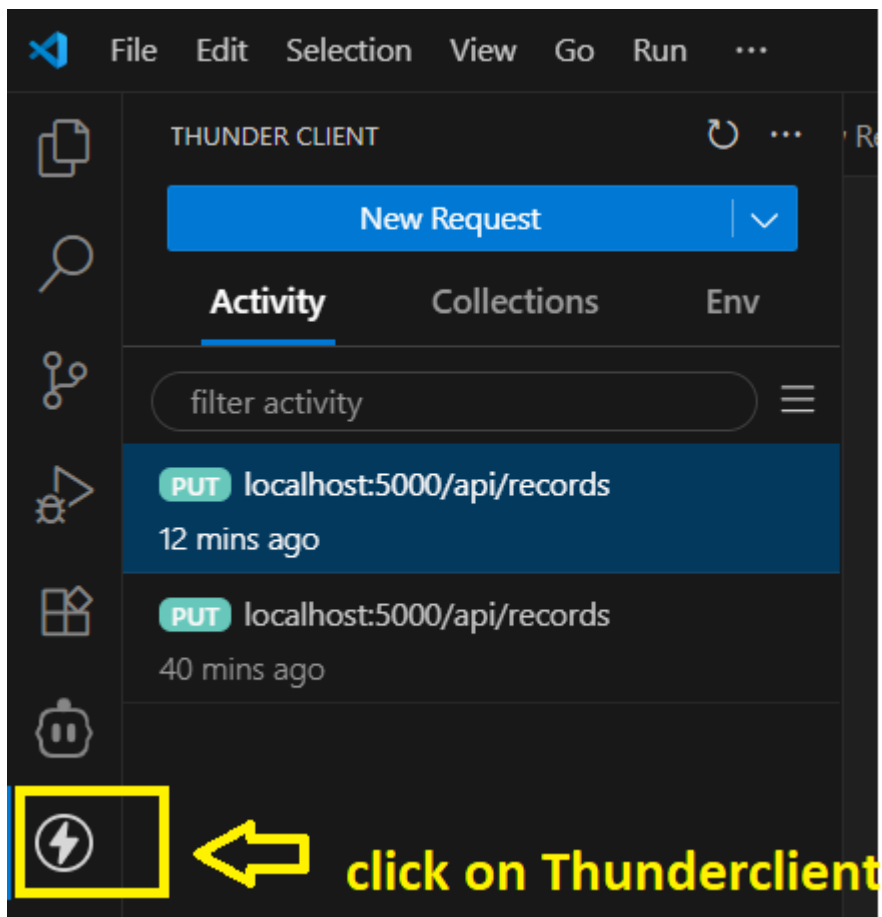 File Edit Selection View Go Run ...
THUNDER CLIENT ...
Re
New Request
Activity Collections Env
filter activity
PUT localhost:5000/api/records
12 mins ago
PUT localhost:5000/api/records
40 mins ago
click on Thunderclient